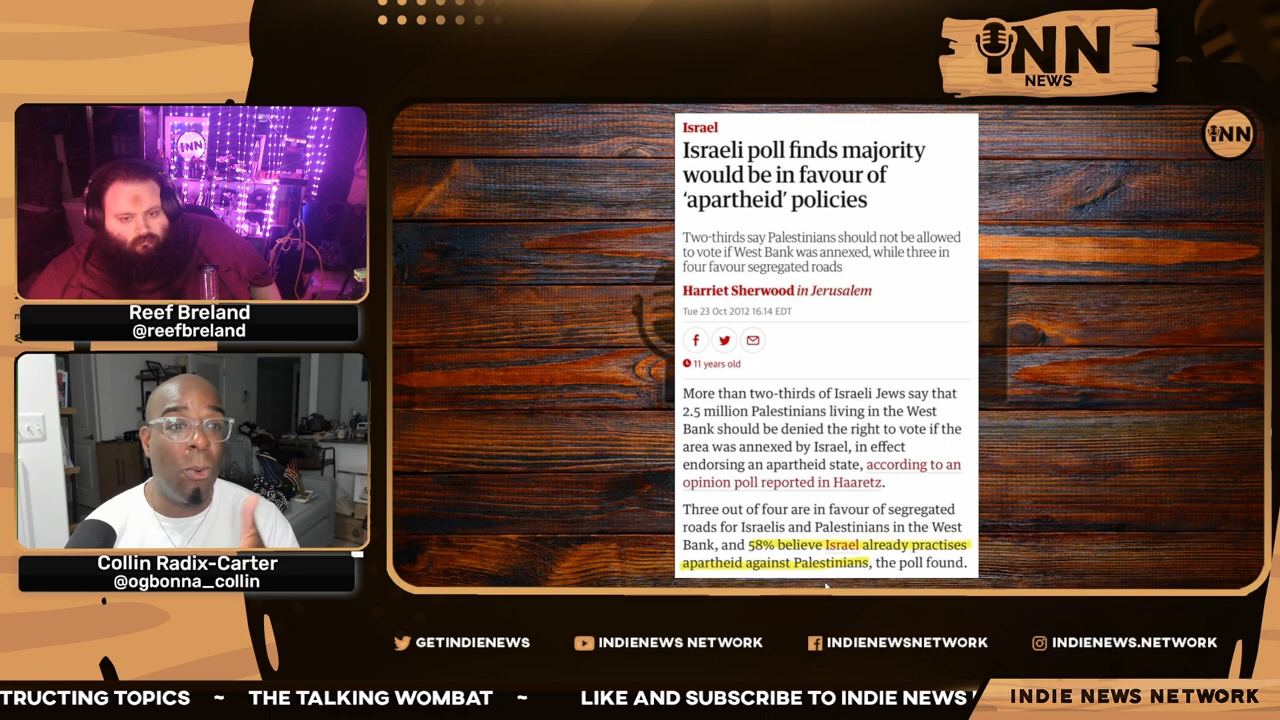 iNN
NEWS
iNN
iNN
Reef Breland
@reefbreland
Collin Radix-Carter
@ogbonna_collin
Israel
Israeli poll finds majority
would be in favour of
‘apartheid’ policies
Two-thirds say Palestinians should not be allowed
to vote if West Bank was annexed, while three in
four favour segregated roads
Harriet Sherwood in Jerusalem
Tue 23 Oct 2012 16.14 EDT
11 years old
More than two-thirds of Israeli Jews say that
2.5 million Palestinians living in the West
Bank should be denied the right to vote if the
area was annexed by Israel, in effect
endorsing an apartheid state, according to an
opinion poll reported in Haaretz.
Three out of four are in favour of segregated
roads for Israelis and Palestinians in the West
Bank, and 58% believe Israel already practises
apartheid against Palestinians, the poll found.
GETINDIENEWS
INDIENEWS NETWORK
INDIENEWSNETWORK
INDIENEWS.NETWORK
TRUCTING TOPICS ~ THE TALKING WOMBAT ~ LIKE AND SUBSCRIBE TO INDIE NEWS
INDIE NEWS NETWORK